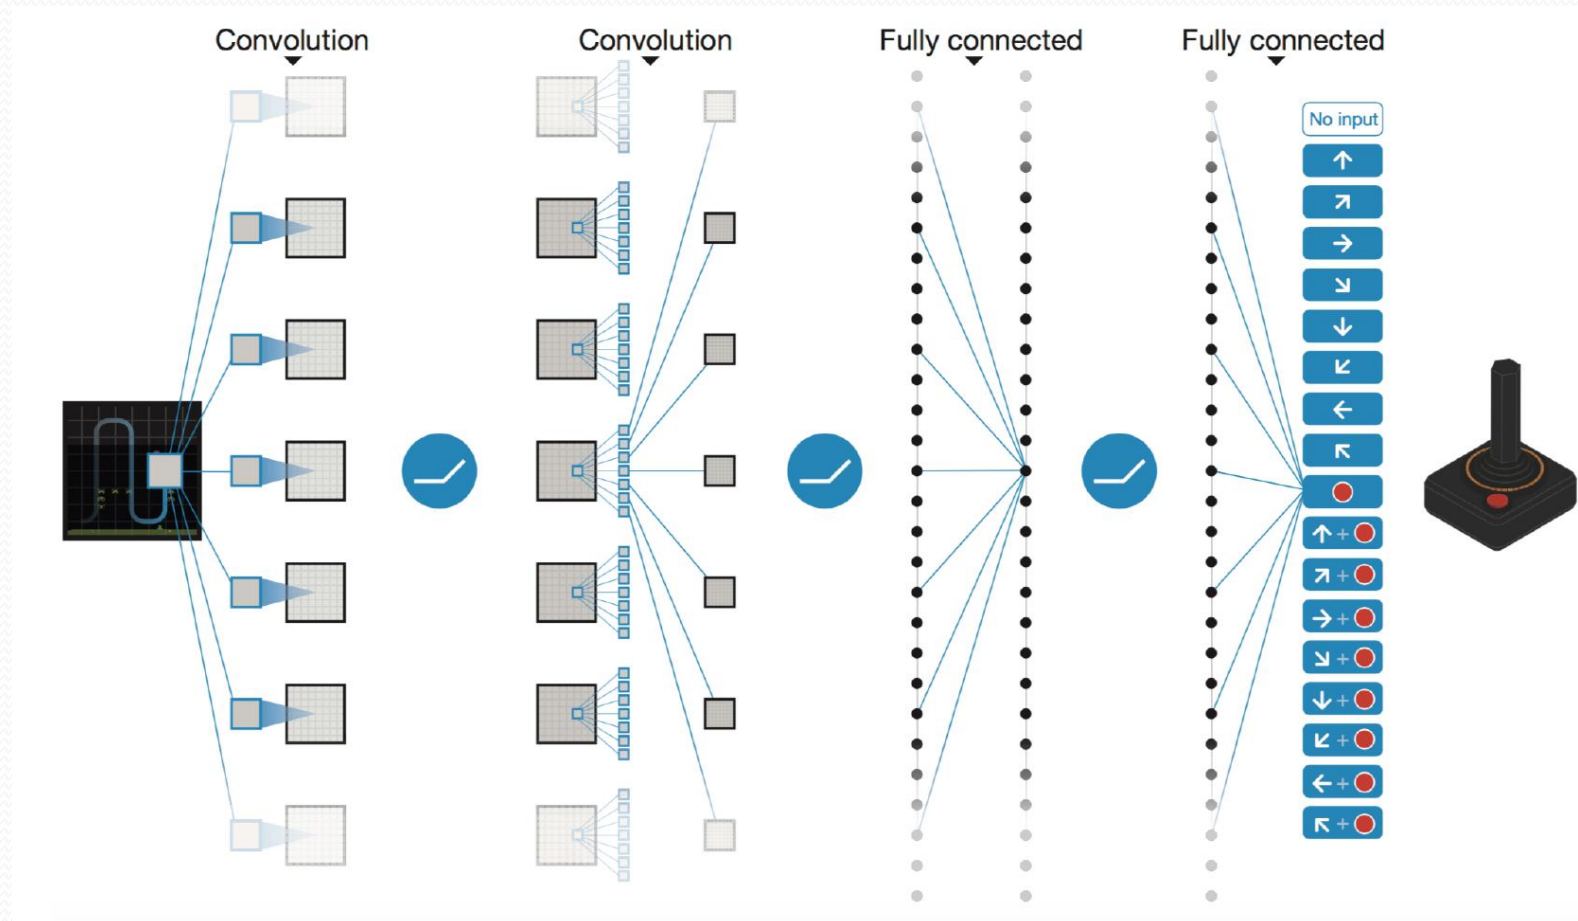 Convolution
Convolution
Fully connected
Fully connected
No input